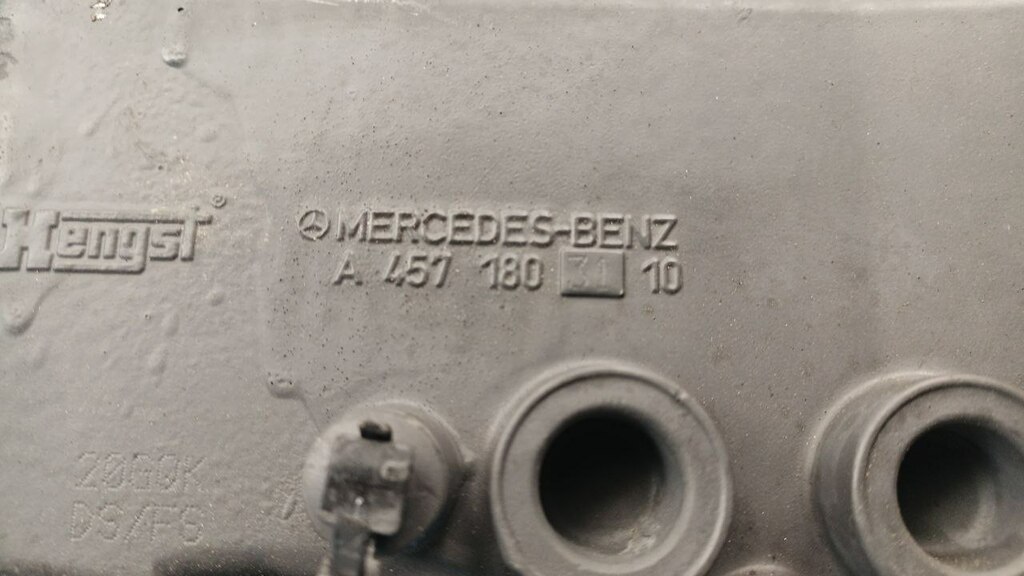 Hengst®
MERCEDES-BENZ
A 457 180 31 10
20G0K
DS/FS